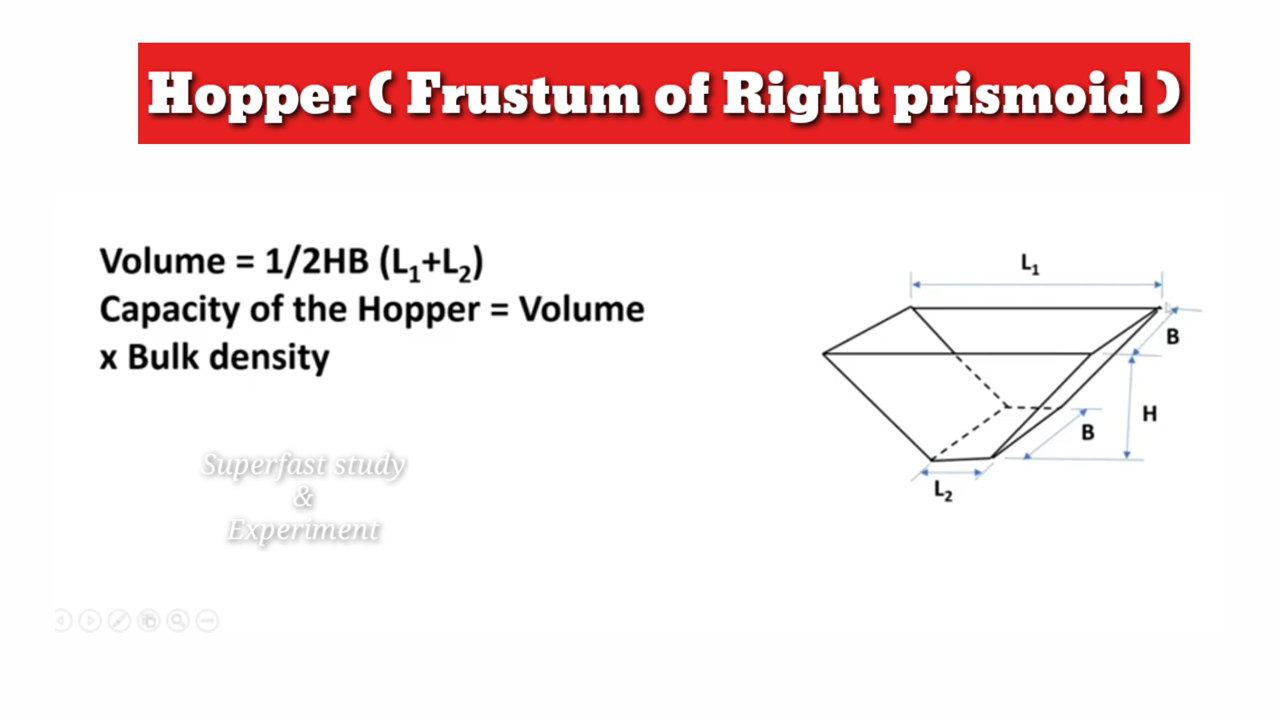 Hopper ( Frustum of Right prismoid )
Volume = 1/2HB (L₁+L₂)
Capacity of the Hopper = Volume
x Bulk density
Superfast study
&
Experiment
L₁
B
H
B
L₂